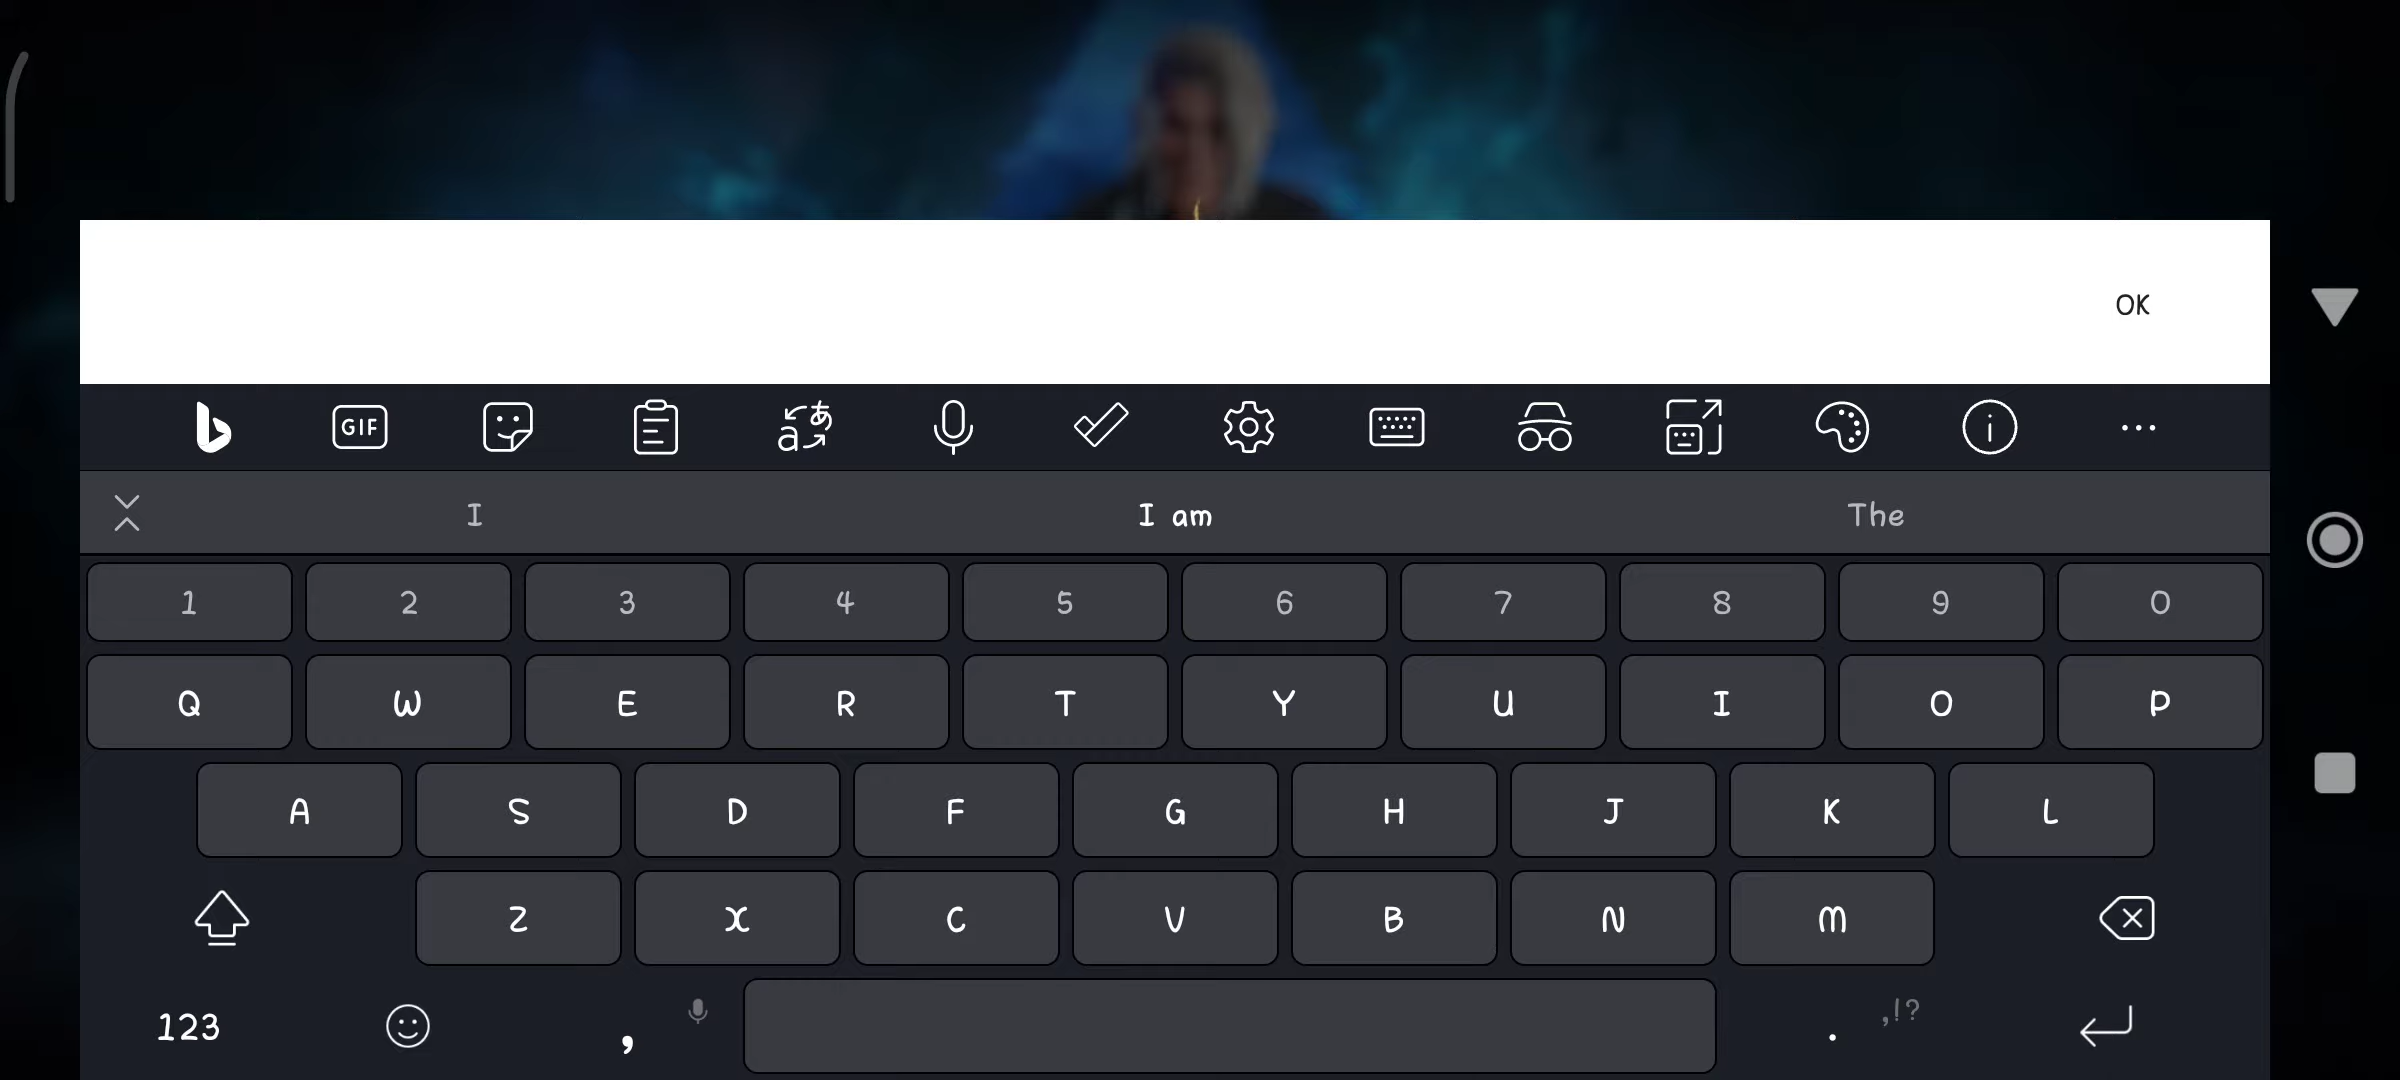 OK
GIF
I I am The
1 2 3 4 5 6 7 8 9 0
Q W E R T Y U I O P
A S D F G H J K L
Z X C V B N M
123 , . ,!?